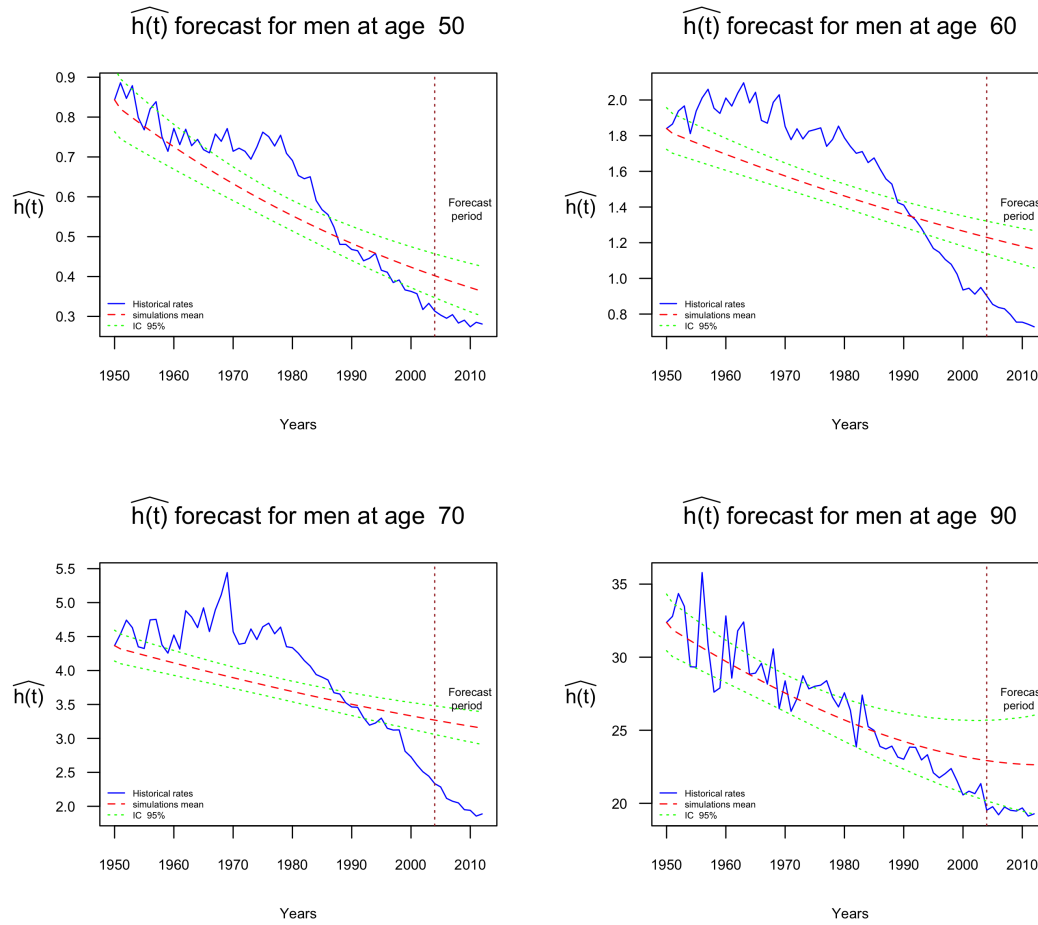 h(t) forecast for men at age 50
0.9
0.8
0.7
0.6
0.5
0.4
0.3
h(t)
Forecast
period
Historical rates
simulations mean
IC 95%
1950 1960 1970 1980 1990 2000 2010
Years
h(t) forecast for men at age 60
2.0
1.8
1.6
1.4
1.2
1.0
0.8
h(t)
Forecas
period
Historical rates
simulations mean
IC 95%
1950 1960 1970 1980 1990 2000 2010
Years
h(t) forecast for men at age 70
5.5
5.0
4.5
4.0
3.5
3.0
2.5
2.0
h(t)
Forecast
period
Historical rates
simulations mean
IC 95%
1950 1960 1970 1980 1990 2000 2010
Years
h(t) forecast for men at age 90
35
30
25
20
h(t)
Forecas
period
Historical rates
simulations mean
IC 95%
1950 1960 1970 1980 1990 2000 2010
Years